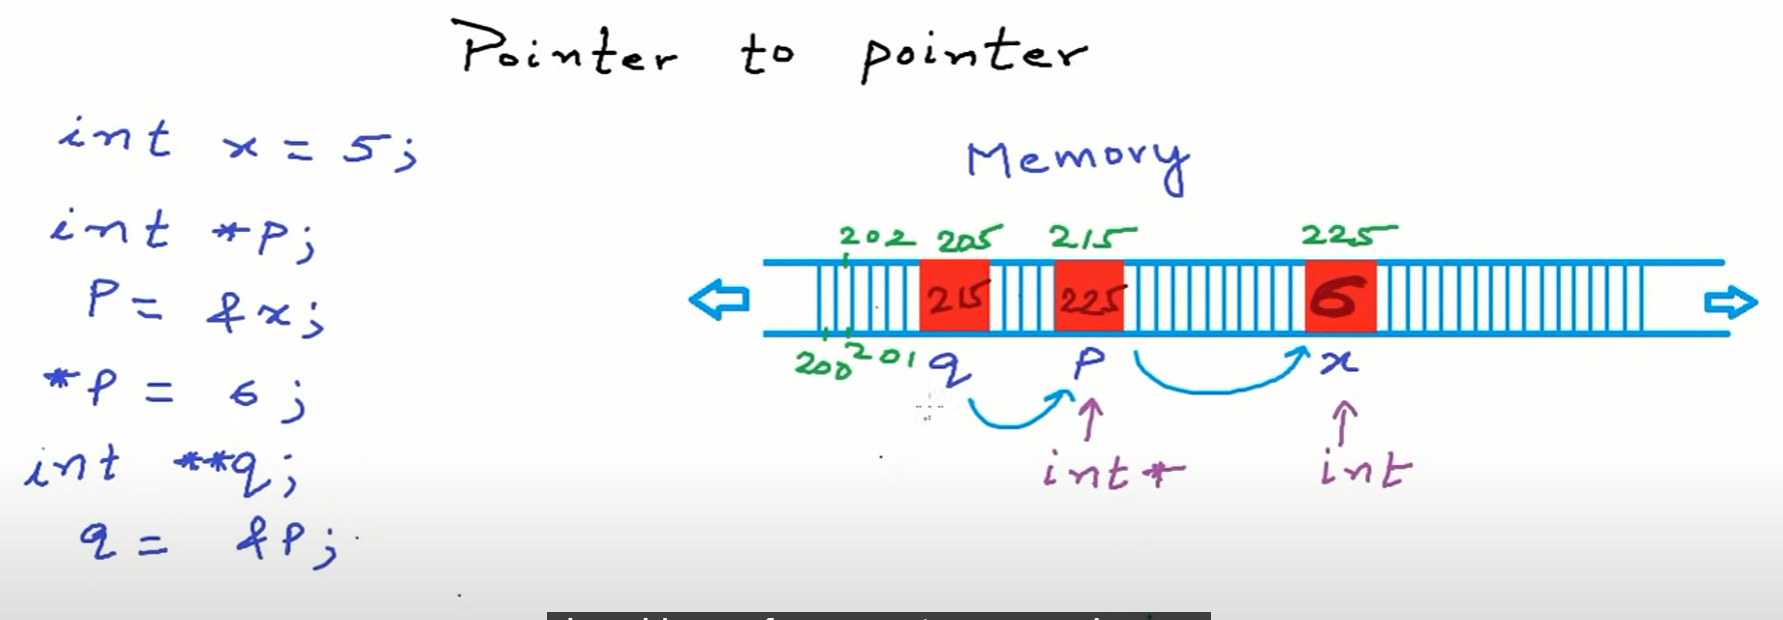 Pointer to pointer
int x = 5;
int *p;
P = &x;
*P = 6;
int **q;
q = &P;
Memory
202 205 215 225
215 225 6
200 201 q P x
int* int